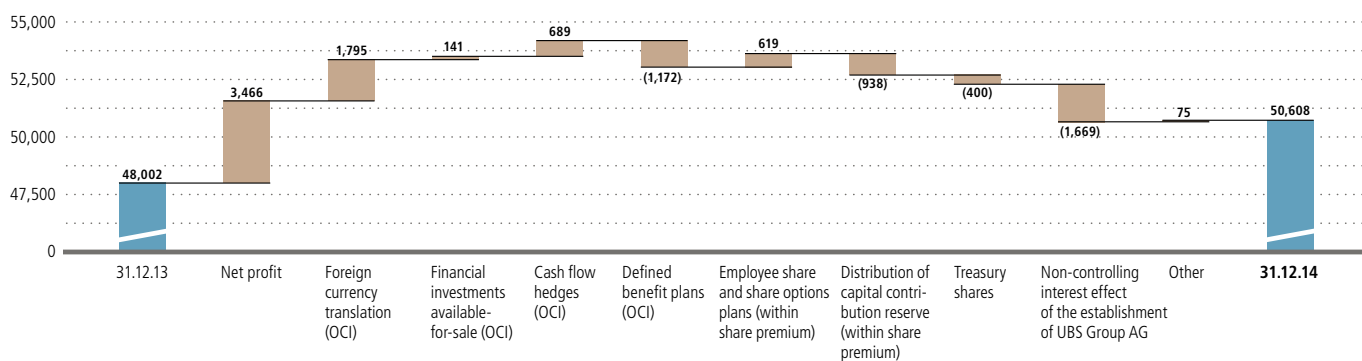 55,000
52,500
50,000
47,500
0
48,002
3,466
1,795
141
689
(1,172)
619
(938)
(400)
(1,669)
75
50,608
31.12.13
Net profit
Foreign
currency
translation
(OCI)
Financial
investments
available-
for-sale (OCI)
Cash flow
hedges
(OCI)
Defined
benefit plans
(OCI)
Employee share
and share options
plans (within
share premium)
Distribution of
capital contri-
bution reserve
(within share
premium)
Treasury
shares
Non-controlling
interest effect
of the establishment
of UBS Group AG
Other
31.12.14